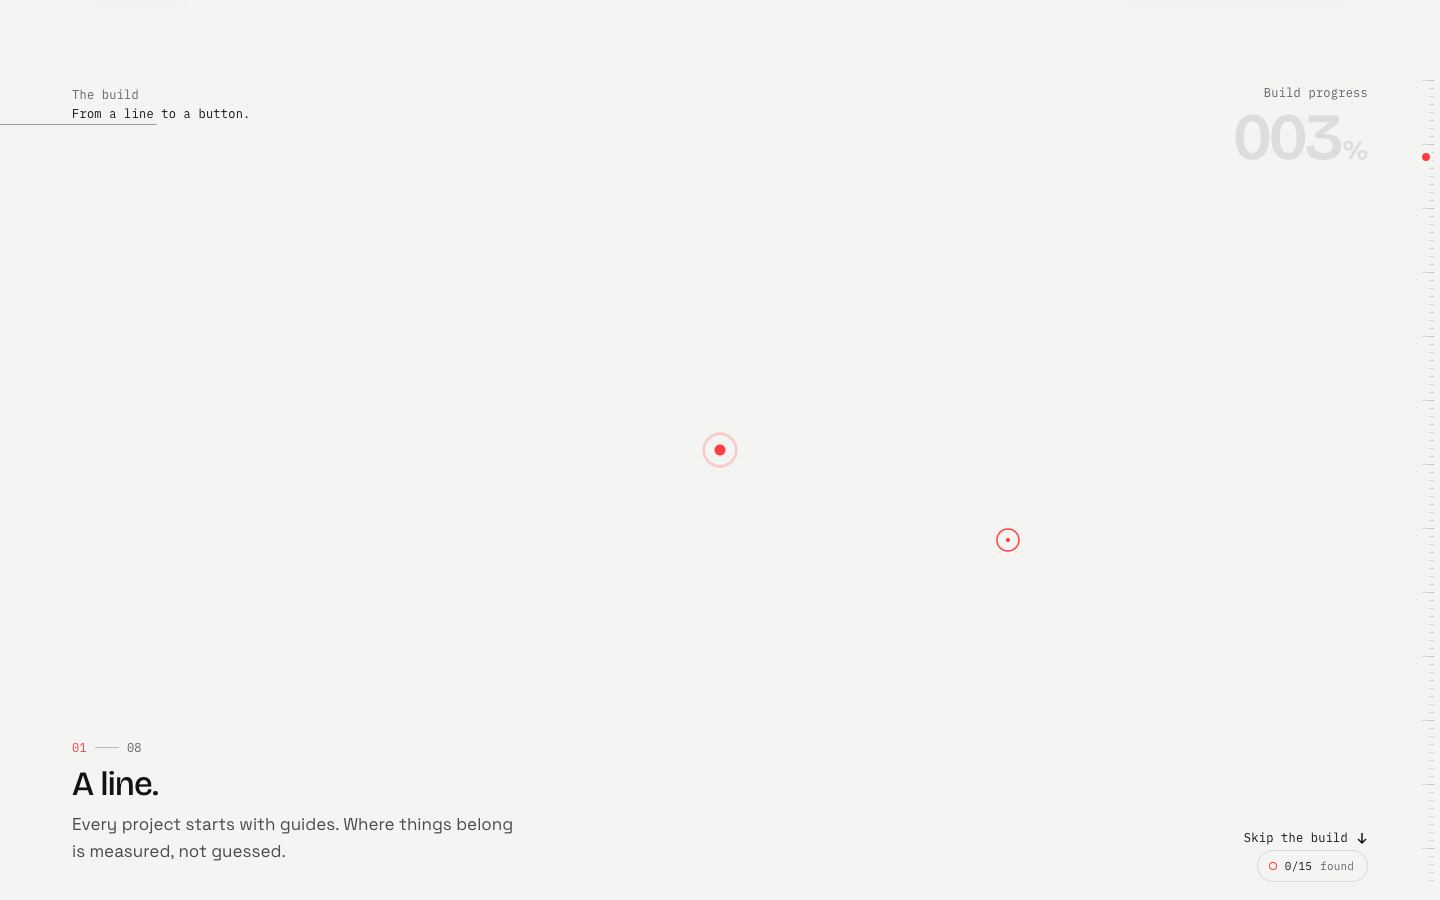 The build
From a line to a button.
Build progress
003%
01 08
A line.
Every project starts with guides. Where things belong
is measured, not guessed.
Skip the build ↓
0/15 found